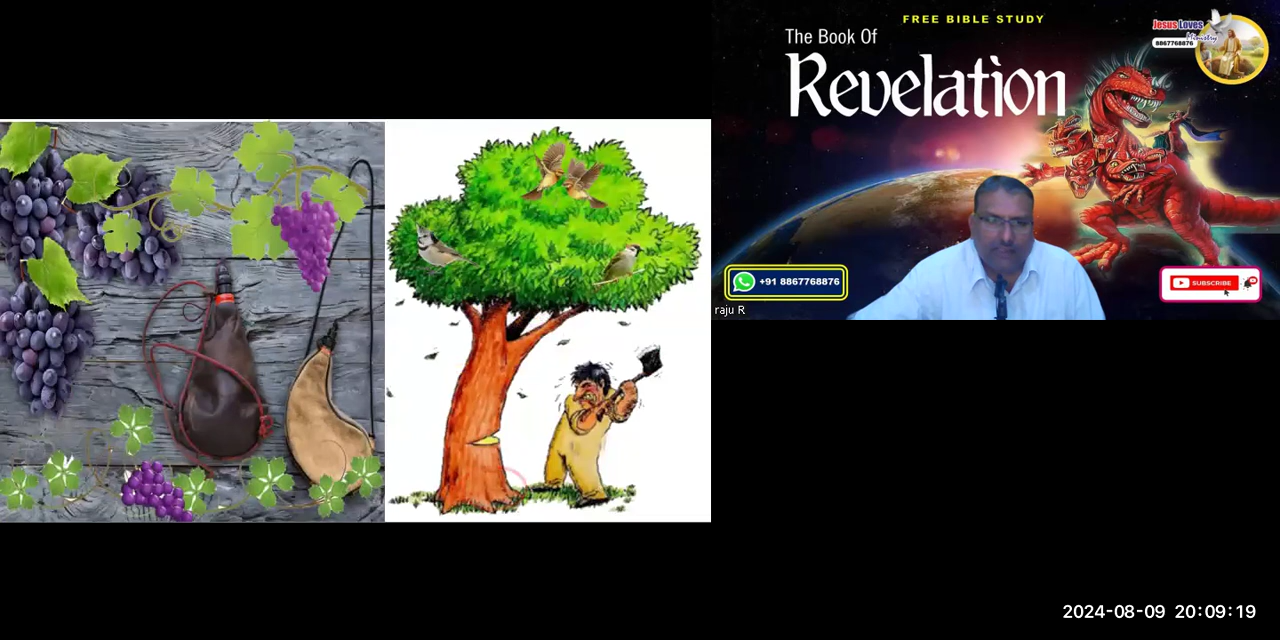 FREE BIBLE STUDY
The Book Of
Revelation
Jesus Loves
Ministry
8867768876
+91 8867768876
SUBSCRIBE
raju R
2024-08-09 20:09:19